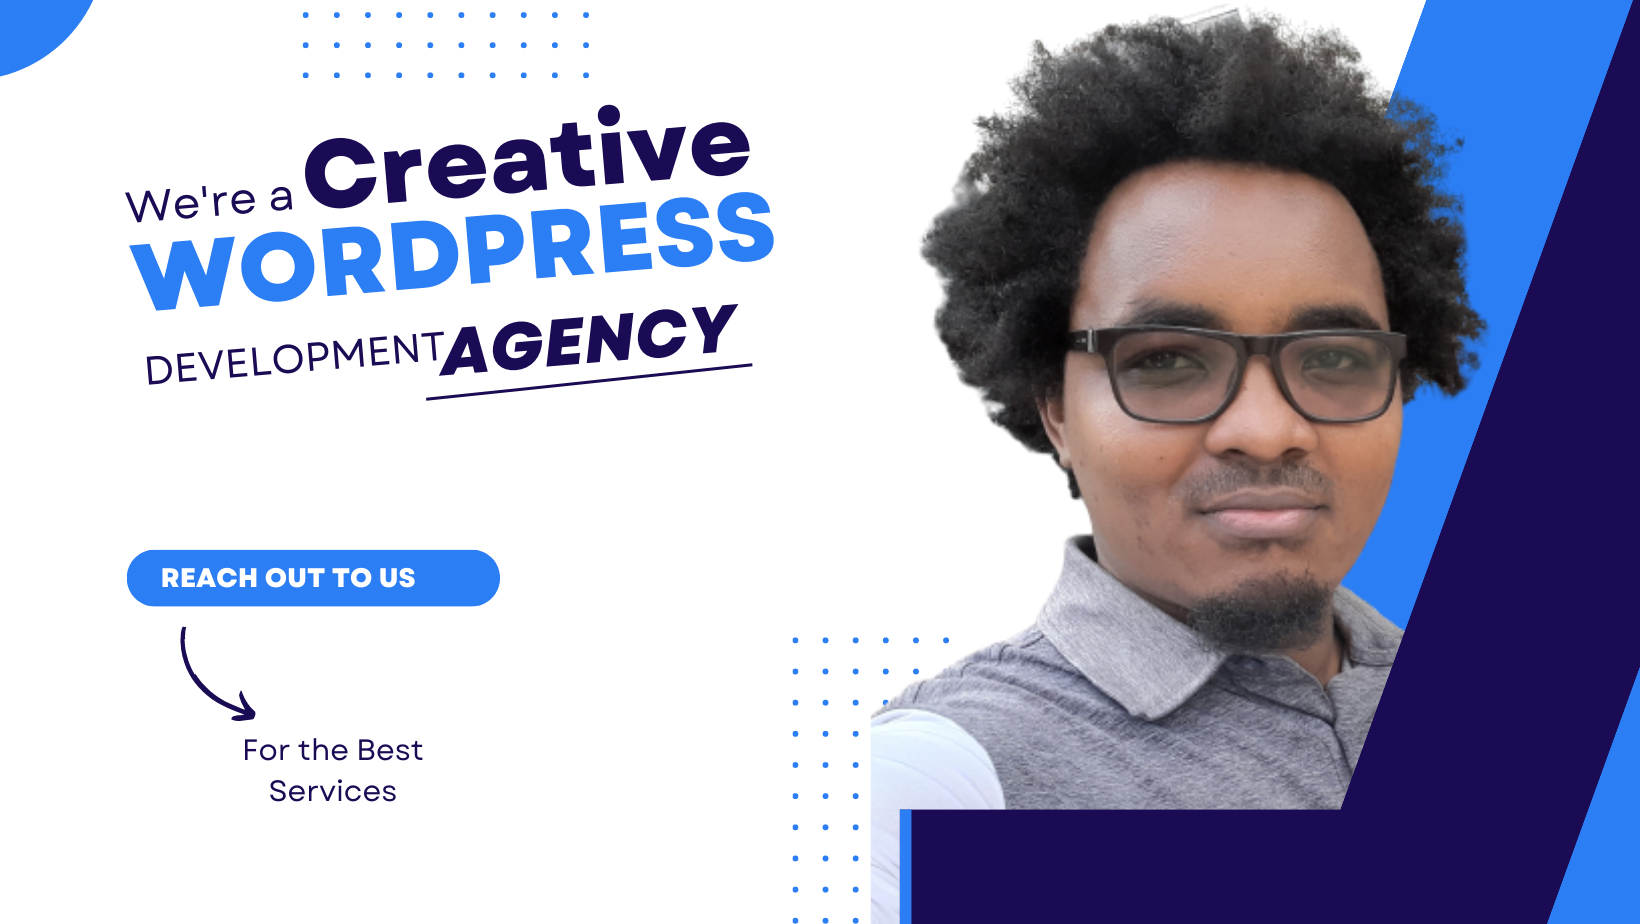 We're a Creative
WORDPRESS
DEVELOPMENT AGENCY
REACH OUT TO US
For the Best
Services